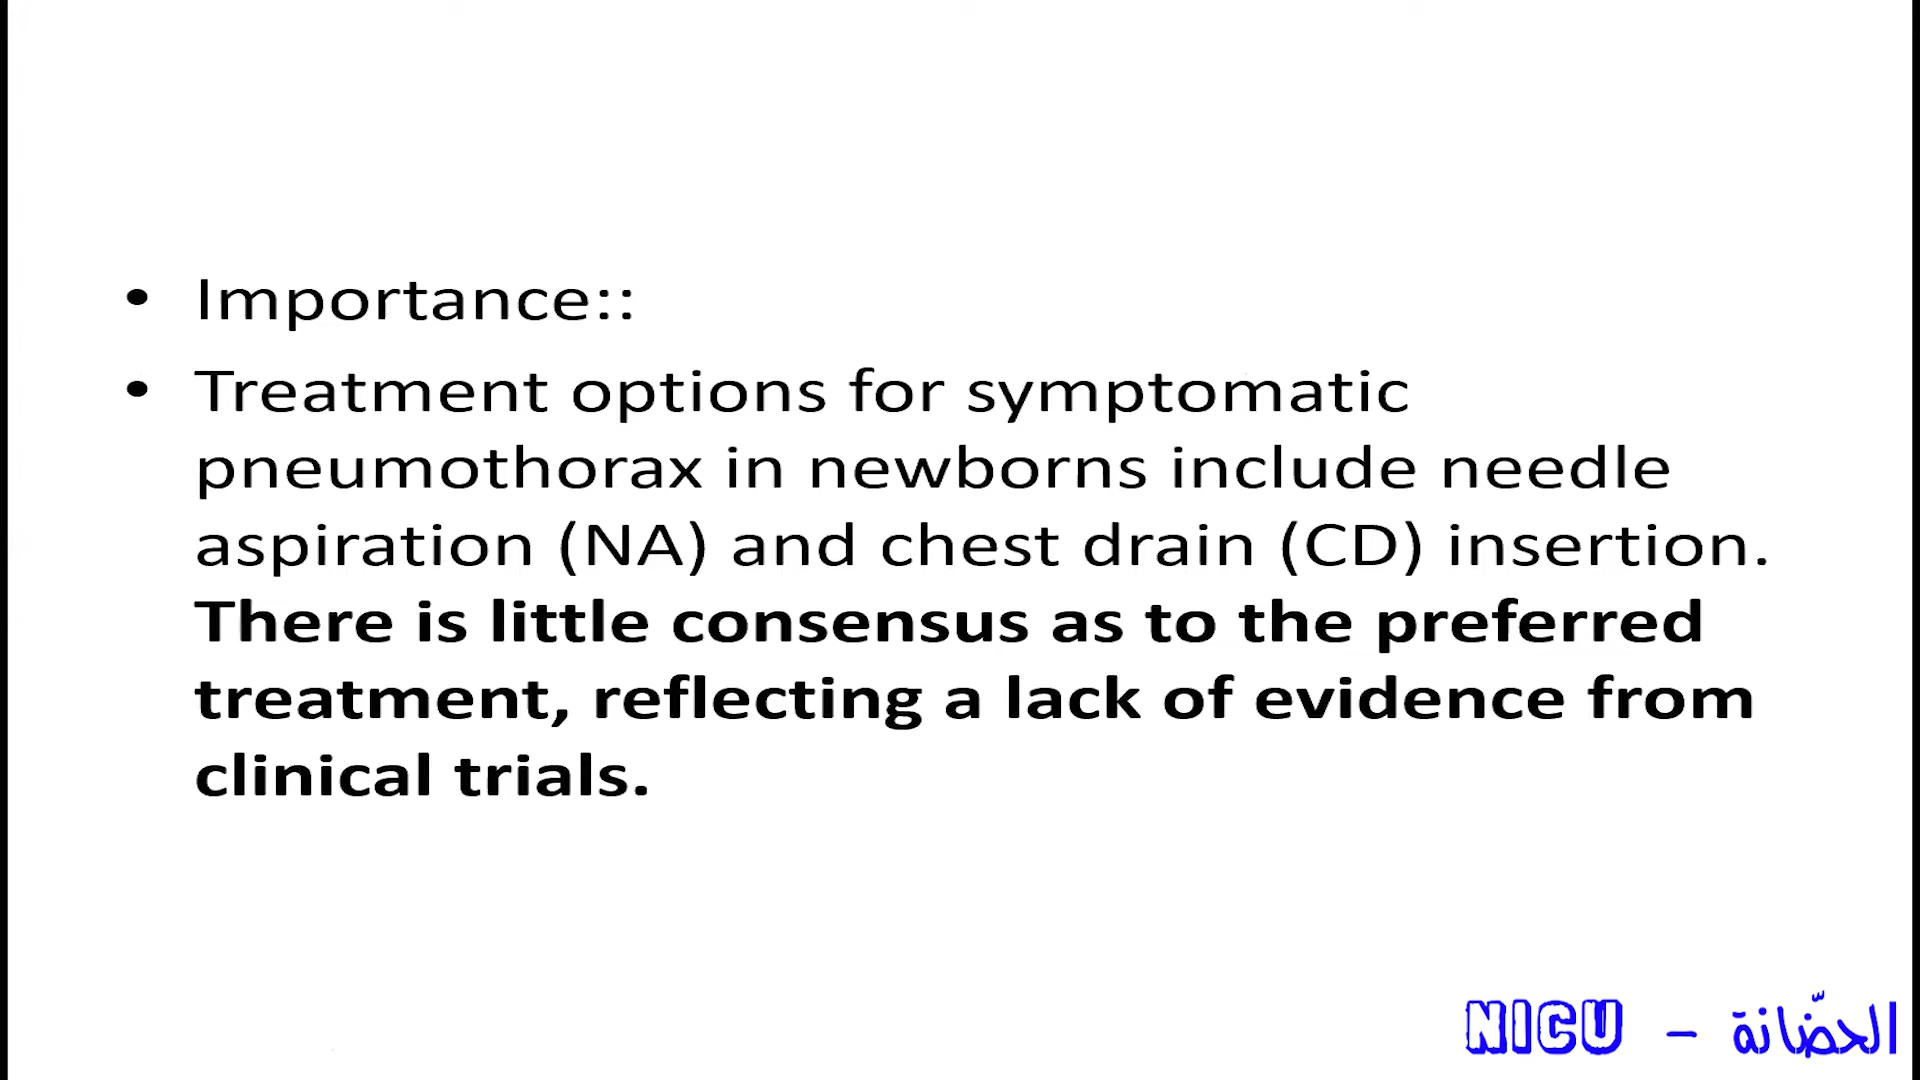 • Importance::
• Treatment options for symptomatic
pneumothorax in newborns include needle
aspiration (NA) and chest drain (CD) insertion.
There is little consensus as to the preferred
treatment, reflecting a lack of evidence from
clinical trials.
NICU – الحضّانة